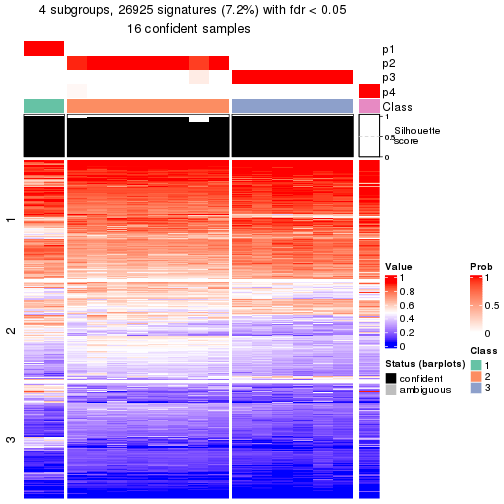 4 subgroups, 26925 signatures (7.2%) with fdr < 0.05
16 confident samples
p1
p2
p3
p4
Class
1
0.5
0
Silhouette
score
1
2
3
Value
1
0.8
0.6
0.4
0.2
0
Prob
1
0.5
0
Status (barplots)
confident
ambiguous
Class
1
2
3